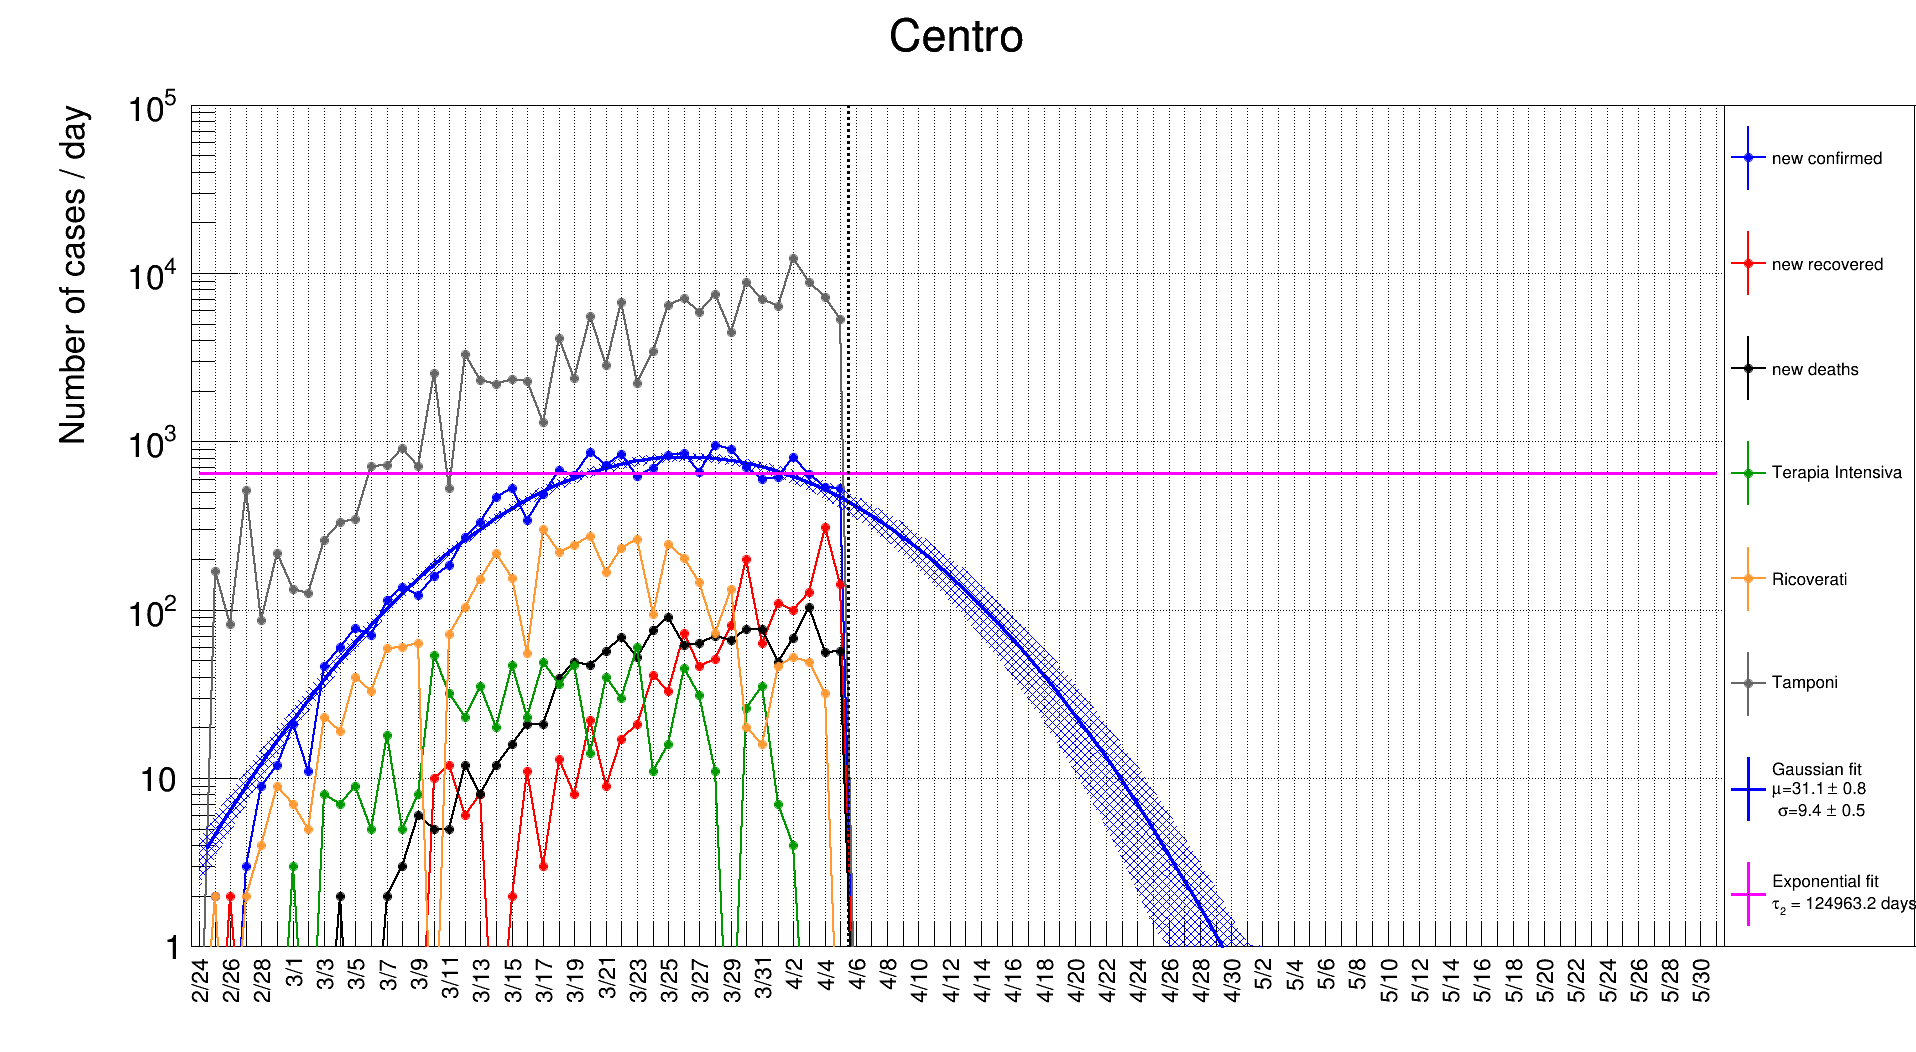 Centro
Number of cases / day
10^5
10^4
10^3
10^2
10
1
2/24 2/26 2/28 3/1 3/3 3/5 3/7 3/9 3/11 3/13 3/15 3/17 3/19 3/21 3/23 3/25 3/27 3/29 3/31 4/2 4/4 4/6 4/8 4/10 4/12 4/14 4/16 4/18 4/20 4/22 4/24 4/26 4/28 4/30 5/2 5/4 5/6 5/8 5/10 5/12 5/14 5/16 5/18 5/20 5/22 5/24 5/26 5/28 5/30
new confirmed
new recovered
new deaths
Terapia Intensiva
Ricoverati
Tamponi
Gaussian fit
μ=31.1 ± 0.8
σ=9.4 ± 0.5
Exponential fit
τ₂ = 124963.2 days